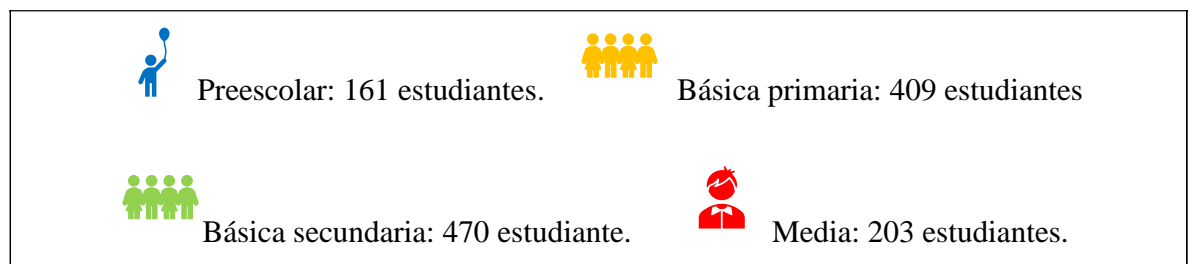 Preescolar: 161 estudiantes. Básica primaria: 409 estudiantes
Básica secundaria: 470 estudiante. Media: 203 estudiantes.